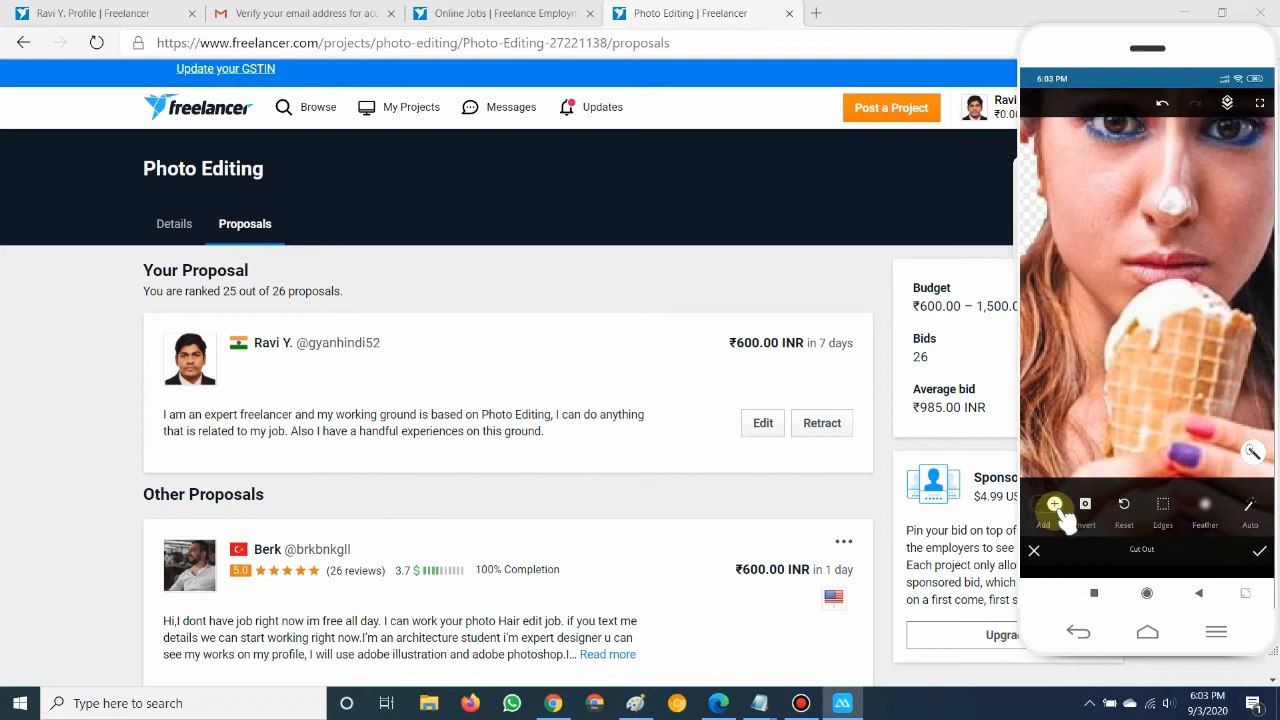 Ravi Y. Profile | Freelancer
Verify your email address for acc
Online Jobs | Freelance Employm
Photo Editing | Freelancer
https://www.freelancer.com/projects/photo-editing/Photo-Editing-27221138/proposals
Update your GSTIN
freelancer
Browse
My Projects
Messages
Updates
Post a Project
Ravi
₹0.00
Photo Editing
Details
Proposals
Your Proposal
You are ranked 25 out of 26 proposals.
Ravi Y. @gyanhindi52
₹600.00 INR in 7 days
I am an expert freelancer and my working ground is based on Photo Editing, I can do anything
that is related to my job. Also I have a handful experiences on this ground.
Edit
Retract
Other Proposals
Berk @brkbnkgll
5.0
(26 reviews)
3.7
$
100% Completion
₹600.00 INR in 1 day
Hi,I dont have job right now im free all day. I can work your photo Hair edit job. if you text me
details we can start working right now.I'm an architecture student i'm expert designer u can
see my works on my profile, I will use adobe illustration and adobe photoshop.I... Read more
Budget
₹600.00 – 1,500.0
Bids
26
Average bid
₹985.00 INR
Sponso
$4.99 US
Pin your bid on top of
the employers to see
Each project only allo
sponsored bid, which
on a first come, first s
Upgra
6:03 PM
Add
nvert
Reset
Edges
Feather
Auto
Cut Out
Type here to search
6:03 PM
9/3/2020
1